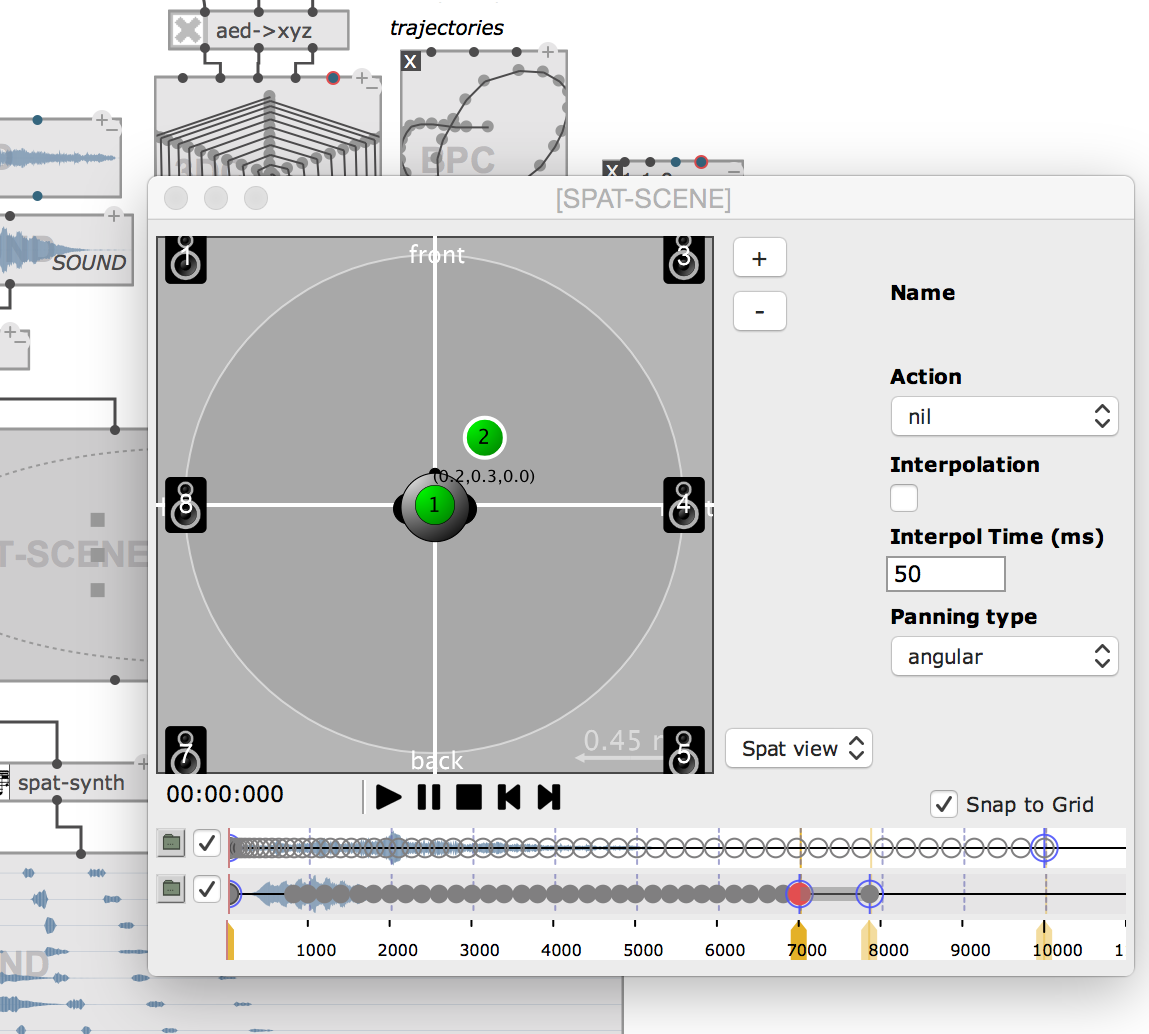 aed->xyz
trajectories
X
BPC
X
SOUND
[SPAT-SCENE]
1
front
3
+
-
Name
Action
nil
2
(0.2,0.3,0.0)
1
8
4
Interpolation
Interpol Time (ms)
50
Panning type
angular
T-SCENE
0.45
7
back
5
Spat view
spat-synth
00:00:000
Snap to Grid
1000 2000 3000 4000 5000 6000 7000 8000 9000 10000 1
ND